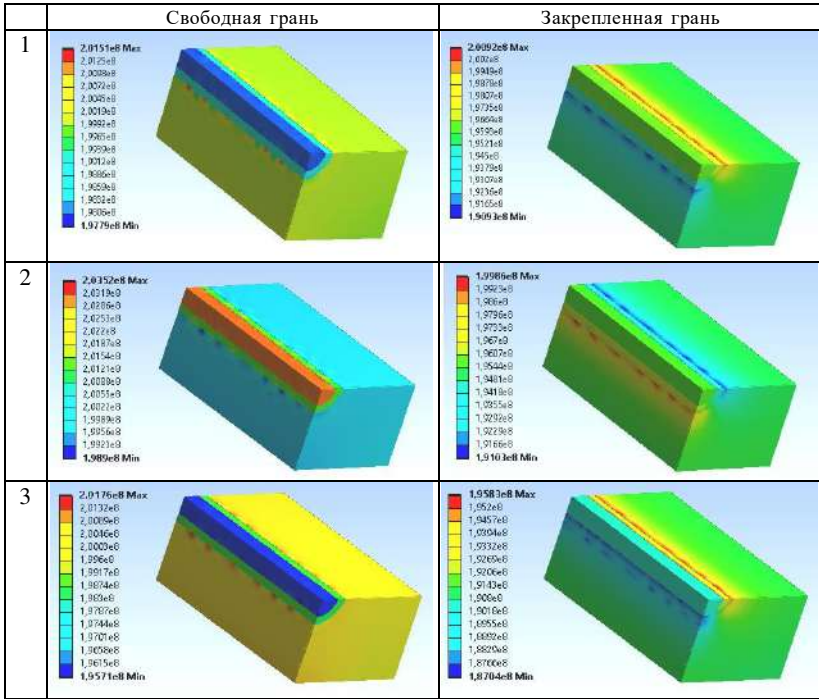 Свободная грань
Закрепленная грань
1
2,0151e8 Max
2,0125e8
2,0098e8
2,0072e8
2,0045e8
2,0019e8
1,9992e8
1,9965e8
1,9939e8
1,9912e8
1,9886e8
1,9859e8
1,9832e8
1,9806e8
1,9779e8 Min
2,0092e8 Max
2,002e8
1,9949e8
1,9878e8
1,9807e8
1,9735e8
1,9664e8
1,9593e8
1,9521e8
1,945e8
1,9379e8
1,9307e8
1,9236e8
1,9165e8
1,9093e8 Min
2
2,0352e8 Max
2,0319e8
2,0286e8
2,0253e8
2,022e8
2,0187e8
2,0154e8
2,0121e8
2,0088e8
2,0055e8
2,0022e8
1,9989e8
1,9956e8
1,9923e8
1,989e8 Min
1,9986e8 Max
1,9923e8
1,986e8
1,9796e8
1,9733e8
1,967e8
1,9607e8
1,9544e8
1,9481e8
1,9418e8
1,9355e8
1,9292e8
1,9229e8
1,9166e8
1,9103e8 Min
3
2,0176e8 Max
2,0132e8
2,0089e8
2,0046e8
2,0003e8
1,996e8
1,9917e8
1,9874e8
1,983e8
1,9787e8
1,9744e8
1,9701e8
1,9658e8
1,9615e8
1,9571e8 Min
1,9583e8 Max
1,952e8
1,9457e8
1,9394e8
1,9332e8
1,9269e8
1,9206e8
1,9143e8
1,908e8
1,9018e8
1,8955e8
1,8892e8
1,8829e8
1,8766e8
1,8704e8 Min